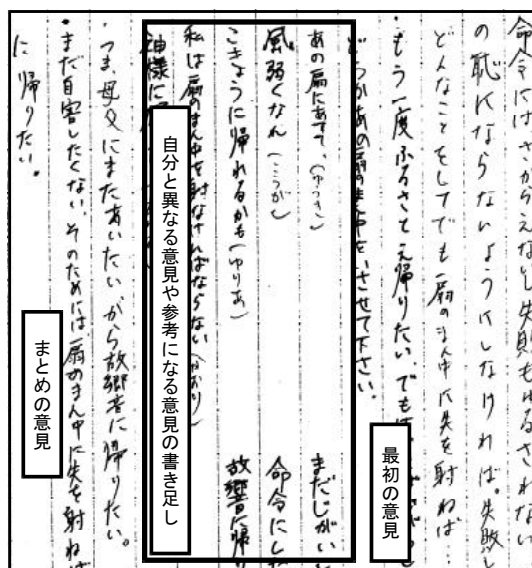 命令にはさからえないし失敗もゆるされない
の恥にならないようにしなければ。失敗し
どんなことをしてでも扇のまん中に矢を射ねば…
・もう一度ふるさとえ帰りたい。でも
どうかあの扇のまん中をいさせて下さい。
最初の意見
あの扇にあてて、
まだじがいし
風。弱くなれ
命令にした
こきょうに帰れるかも(ゆりあ)
故郷に帰り
私は扇のまん中を射なければならない
神様に
自分と異なる意見や参考になる意見の書き足し
・つま、母父にまたあいたいから故郷者に帰りたい。
・まだ自害したくない。そのためには、扇のまん中に矢を射ねば
に帰りたい。
まとめの意見